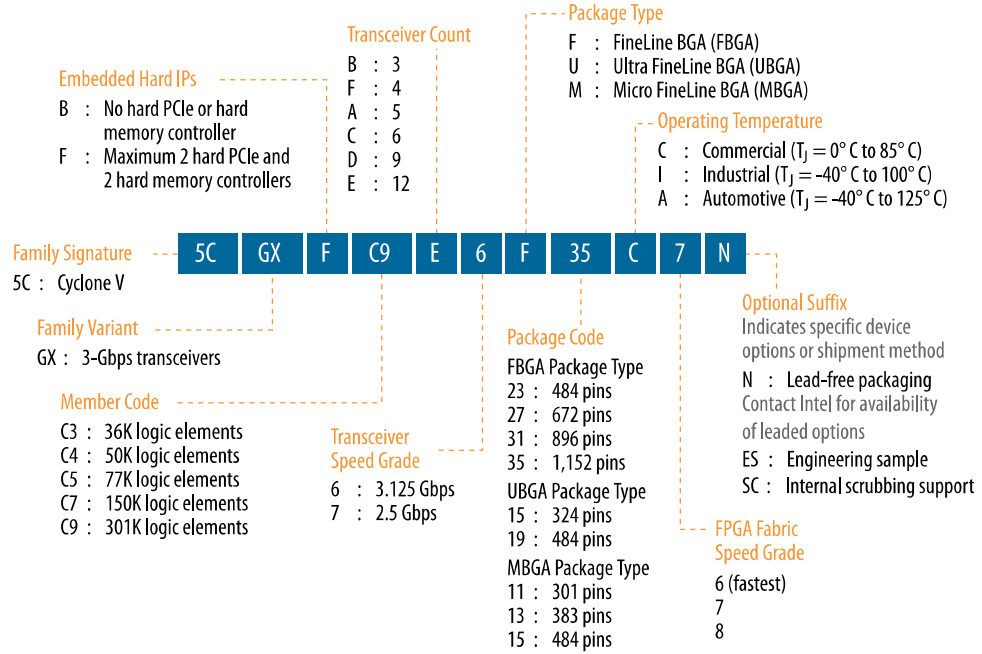 Embedded Hard IPs
B : No hard PCIe or hard
memory controller
F : Maximum 2 hard PCIe and
2 hard memory controllers
Transceiver Count
B : 3
F : 4
A : 5
C : 6
D : 9
E : 12
Package Type
F : FineLine BGA (FBGA)
U : Ultra FineLine BGA (UBGA)
M : Micro FineLine BGA (MBGA)
Operating Temperature
C : Commercial (TJ = 0° C to 85° C)
I : Industrial (TJ = -40° C to 100° C)
A : Automotive (TJ = -40° C to 125° C)
5C GX F C9 E 6 F 35 C 7 N
Family Signature
5C : Cyclone V
Family Variant
GX : 3-Gbps transceivers
Member Code
C3 : 36K logic elements
C4 : 50K logic elements
C5 : 77K logic elements
C7 : 150K logic elements
C9 : 301K logic elements
Transceiver
Speed Grade
6 : 3.125 Gbps
7 : 2.5 Gbps
Package Code
FBGA Package Type
23 : 484 pins
27 : 672 pins
31 : 896 pins
35 : 1,152 pins
UBGA Package Type
15 : 324 pins
19 : 484 pins
MBGA Package Type
11 : 301 pins
13 : 383 pins
15 : 484 pins
FPGA Fabric
Speed Grade
6 (fastest)
7
8
Optional Suffix
Indicates specific device
options or shipment method
N : Lead-free packaging
Contact Intel for availability
of leaded options
ES : Engineering sample
SC : Internal scrubbing support